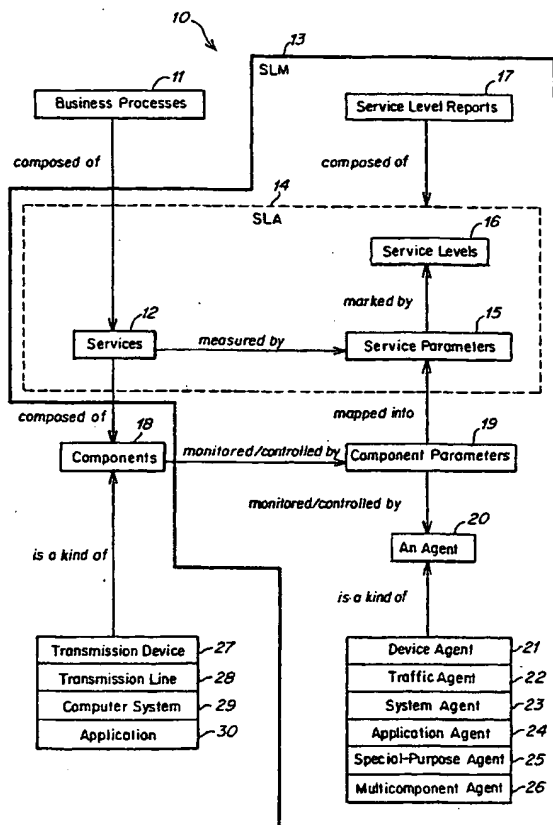 10
13
SLM
11
Business Processes
17
Service Level Reports
composed of
composed of
14
SLA
16
Service Levels
marked by
12
Services
measured by
15
Service Parameters
composed of
mapped into
18
Components
monitored/controlled by
19
Component Parameters
monitored/controlled by
20
An Agent
is a kind of
is a kind of
Transmission Device 27
Transmission Line 28
Computer System 29
Application 30
Device Agent 21
Traffic Agent 22
System Agent 23
Application Agent 24
Special-Purpose Agent 25
Multicomponent Agent 26